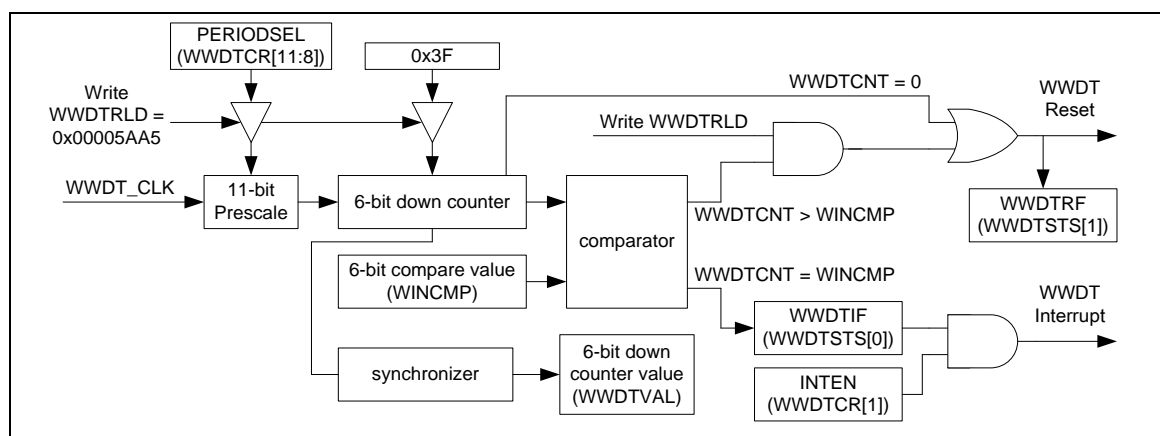 PERIODSEL
(WWDTCR[11:8])
0x3F
Write
WWDTRLD =
0x00005AA5
WWDT_CLK
11-bit
Prescale
6-bit down counter
6-bit compare value
(WINCMP)
synchronizer
6-bit down
counter value
(WWDTVAL)
comparator
Write WWDTRLD
WWDTCNT = 0
WWDTCNT > WINCMP
WWDTCNT = WINCMP
WWDT
Reset
WWDTRF
(WWDTSTS[1])
WWDTIF
(WWDTSTS[0])
INTEN
(WWDTCR[1])
WWDT
Interrupt